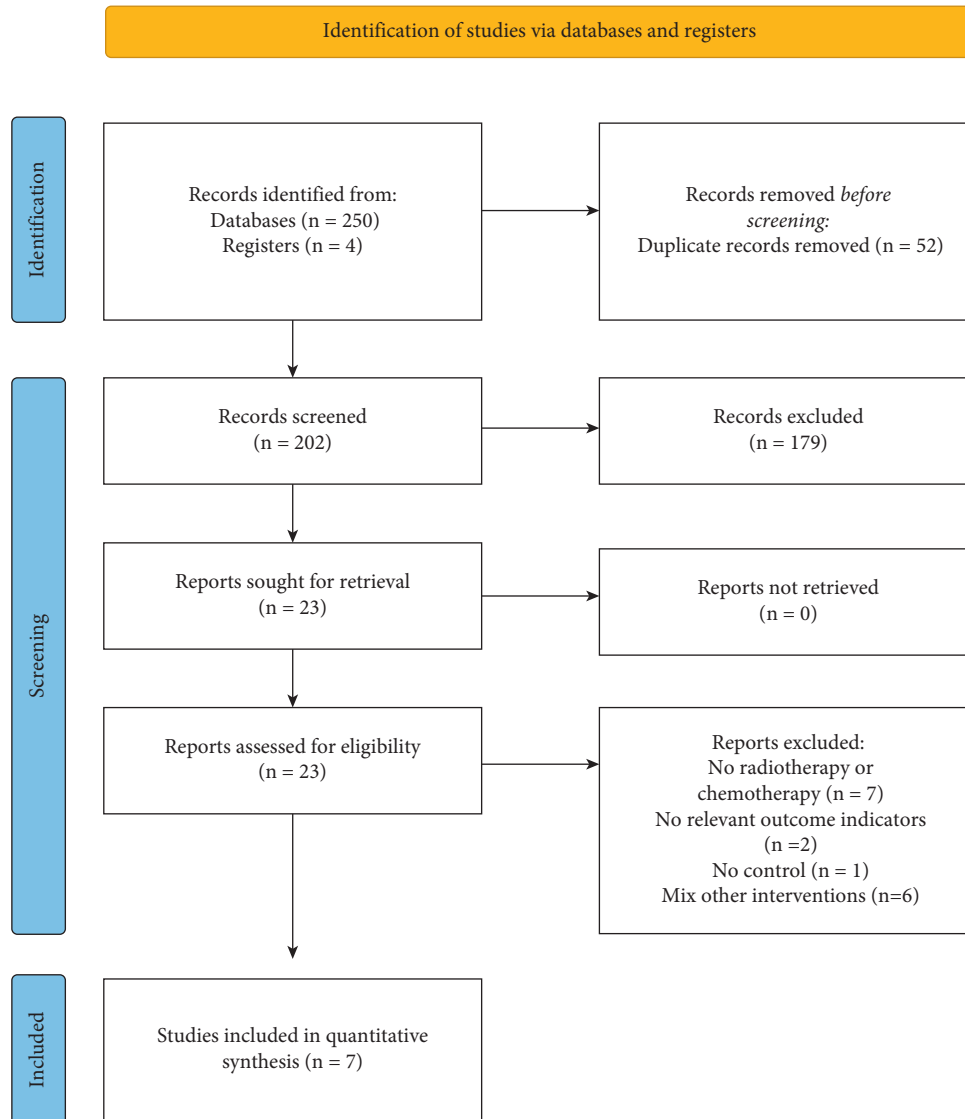 Identification of studies via databases and registers
Identification
Records identified from:
Databases (n = 250)
Registers (n = 4)
Records removed before
screening:
Duplicate records removed (n = 52)
Screening
Records screened
(n = 202)
Records excluded
(n = 179)
Reports sought for retrieval
(n = 23)
Reports not retrieved
(n = 0)
Reports assessed for eligibility
(n = 23)
Reports excluded:
No radiotherapy or
chemotherapy (n = 7)
No relevant outcome indicators
(n =2)
No control (n = 1)
Mix other interventions (n=6)
Included
Studies included in quantitative
synthesis (n = 7)